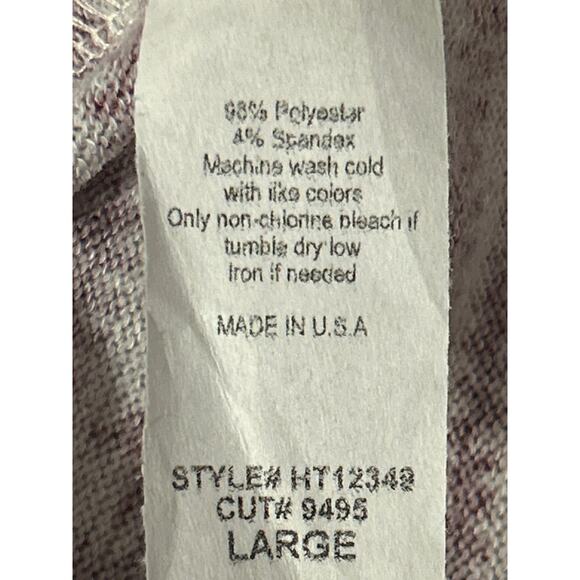 96% Polyester
4% Spandex
Machine wash cold
with like colors
Only non-chlorine bleach if
tumble dry low
Iron if needed
MADE IN U.S.A
STYLE# HT12349
CUT# 9495
LARGE